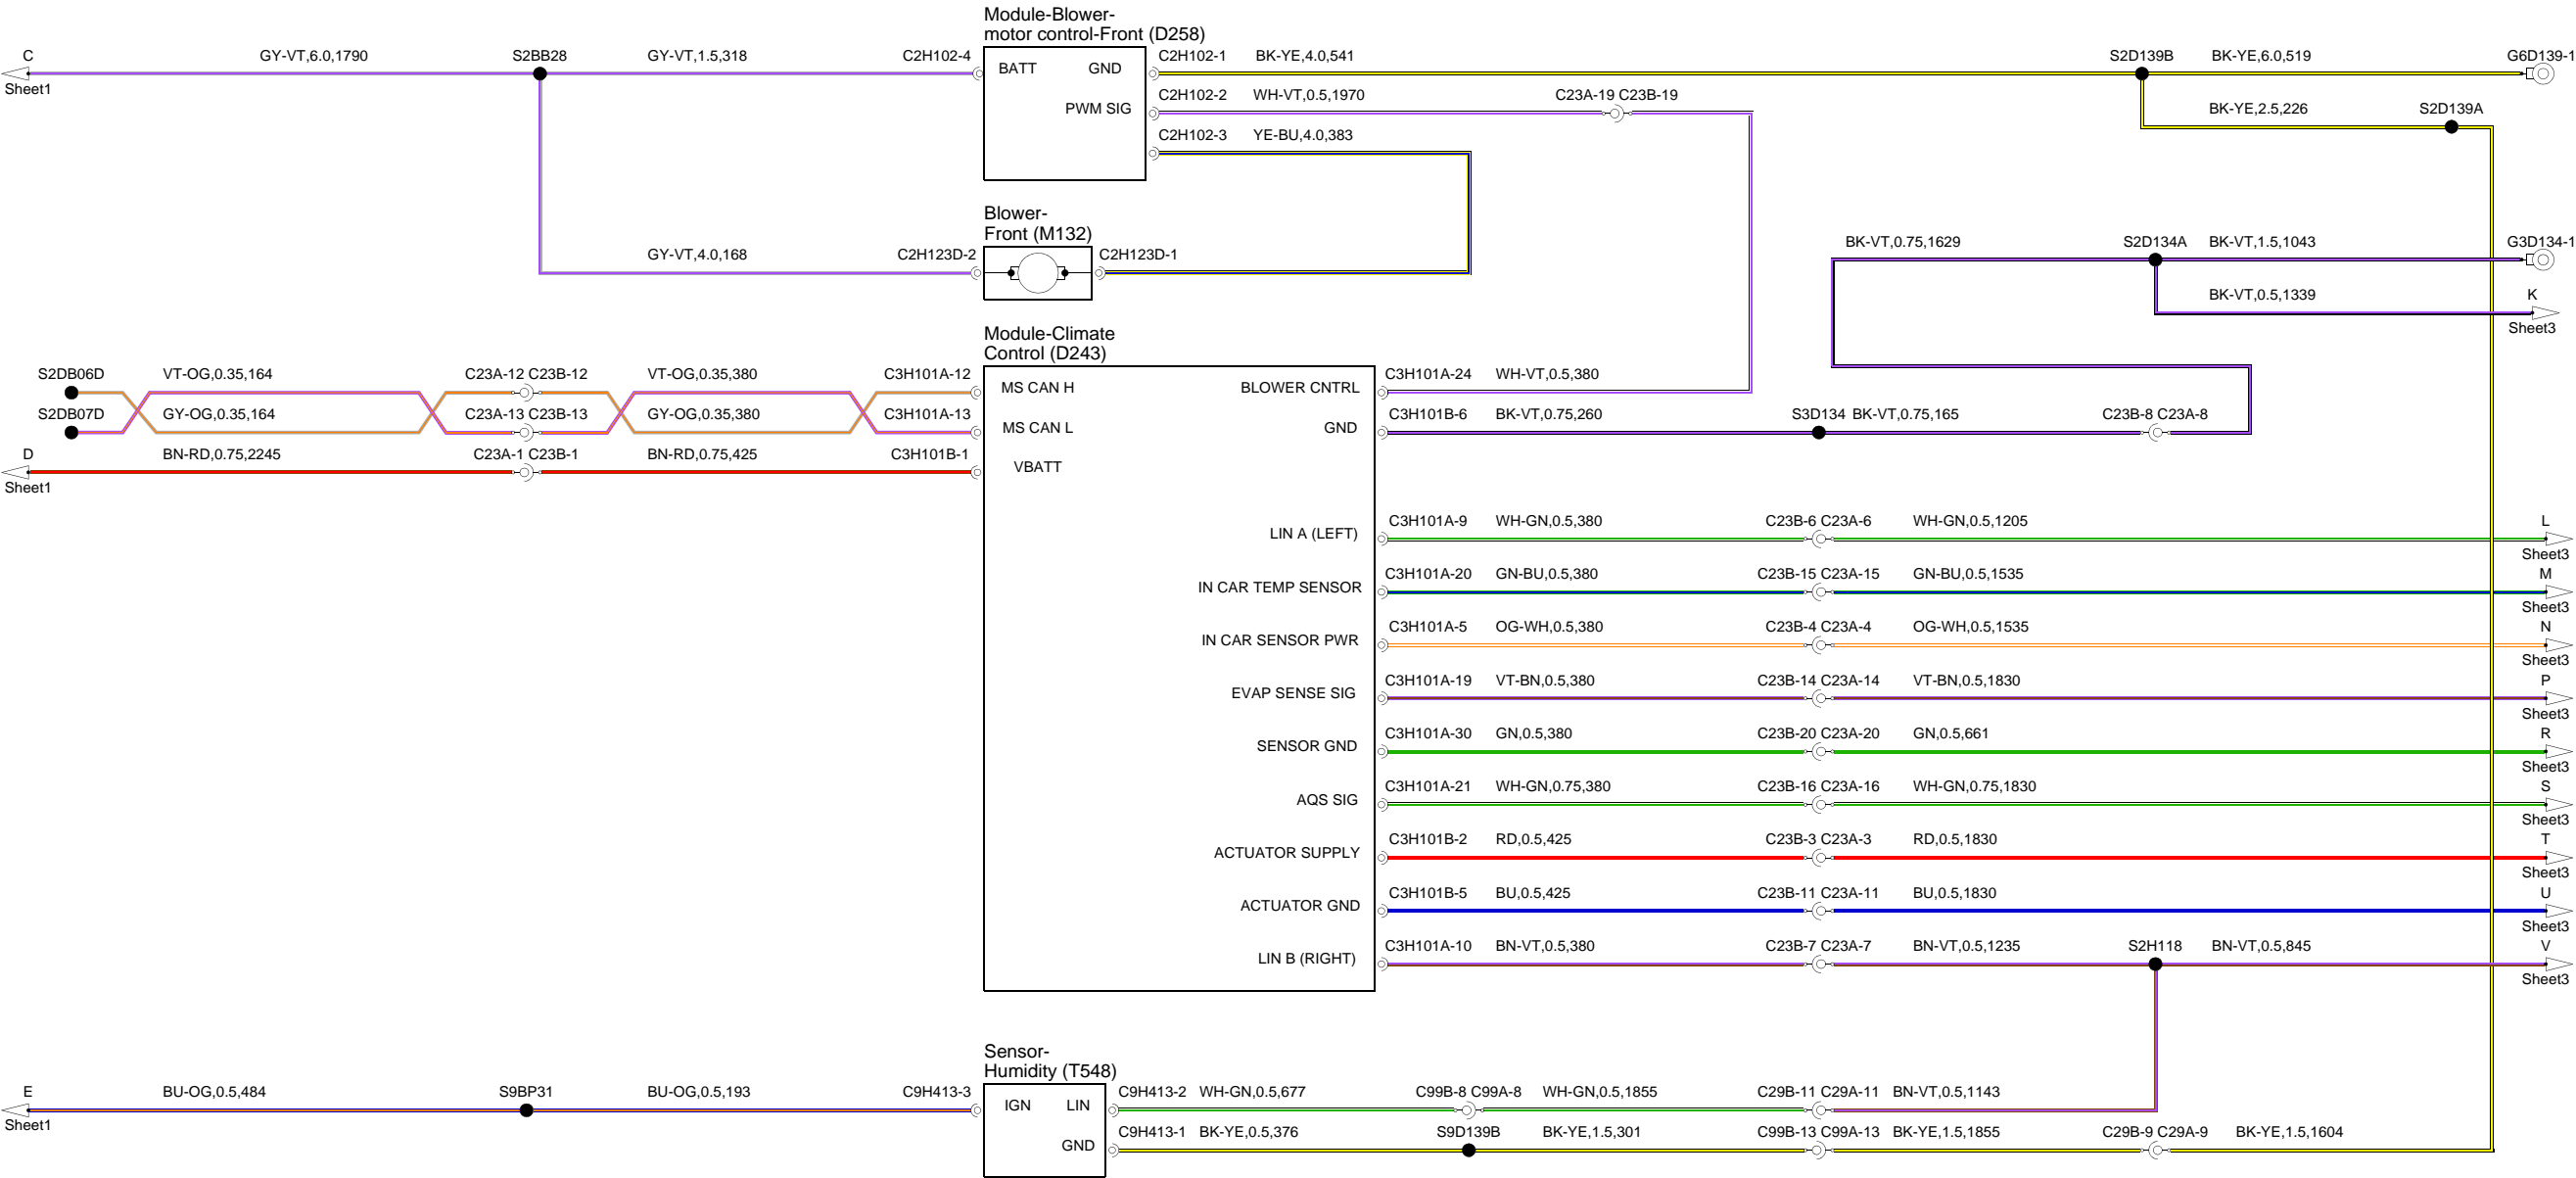 Module-Blower-
motor control-Front (D258)
C
GY-VT,6.0,1790
S2BB28
GY-VT,1.5,318
C2H102-4
C2H102-1
BK-YE,4.0,541
S2D139B
BK-YE,6.0,519
G6D139-1
Sheet1
BATT
GND
C2H102-2
WH-VT,0.5,1970
C23A-19 C23B-19
PWM SIG
BK-YE,2.5,226
S2D139A
C2H102-3
YE-BU,4.0,383
Blower-
Front (M132)
GY-VT,4.0,168
C2H123D-2
C2H123D-1
BK-VT,0.75,1629
S2D134A
BK-VT,1.5,1043
G3D134-1
BK-VT,0.5,1339
K
Sheet3
Module-Climate
Control (D243)
S2DB06D
VT-OG,0.35,164
C23A-12 C23B-12
VT-OG,0.35,380
C3H101A-12
MS CAN H
BLOWER CNTRL
C3H101A-24
WH-VT,0.5,380
S2DB07D
GY-OG,0.35,164
C23A-13 C23B-13
GY-OG,0.35,380
C3H101A-13
MS CAN L
GND
C3H101B-6
BK-VT,0.75,260
S3D134
BK-VT,0.75,165
C23B-8 C23A-8
D
BN-RD,0.75,2245
C23A-1 C23B-1
BN-RD,0.75,425
C3H101B-1
VBATT
Sheet1
LIN A (LEFT)
C3H101A-9
WH-GN,0.5,380
C23B-6 C23A-6
WH-GN,0.5,1205
L
Sheet3
IN CAR TEMP SENSOR
C3H101A-20
GN-BU,0.5,380
C23B-15 C23A-15
GN-BU,0.5,1535
M
Sheet3
IN CAR SENSOR PWR
C3H101A-5
OG-WH,0.5,380
C23B-4 C23A-4
OG-WH,0.5,1535
N
Sheet3
EVAP SENSE SIG
C3H101A-19
VT-BN,0.5,380
C23B-14 C23A-14
VT-BN,0.5,1830
P
Sheet3
SENSOR GND
C3H101A-30
GN,0.5,380
C23B-20 C23A-20
GN,0.5,661
R
Sheet3
AQS SIG
C3H101A-21
WH-GN,0.75,380
C23B-16 C23A-16
WH-GN,0.75,1830
S
Sheet3
ACTUATOR SUPPLY
C3H101B-2
RD,0.5,425
C23B-3 C23A-3
RD,0.5,1830
T
Sheet3
ACTUATOR GND
C3H101B-5
BU,0.5,425
C23B-11 C23A-11
BU,0.5,1830
U
Sheet3
LIN B (RIGHT)
C3H101A-10
BN-VT,0.5,380
C23B-7 C23A-7
BN-VT,0.5,1235
S2H118
BN-VT,0.5,845
V
Sheet3
Sensor-
Humidity (T548)
E
BU-OG,0.5,484
S9BP31
BU-OG,0.5,193
C9H413-3
IGN
LIN
C9H413-2
WH-GN,0.5,677
C99B-8 C99A-8
WH-GN,0.5,1855
C29B-11 C29A-11
BN-VT,0.5,1143
Sheet1
GND
C9H413-1
BK-YE,0.5,376
S9D139B
BK-YE,1.5,301
C99B-13 C99A-13
BK-YE,1.5,1855
C29B-9 C29A-9
BK-YE,1.5,1604